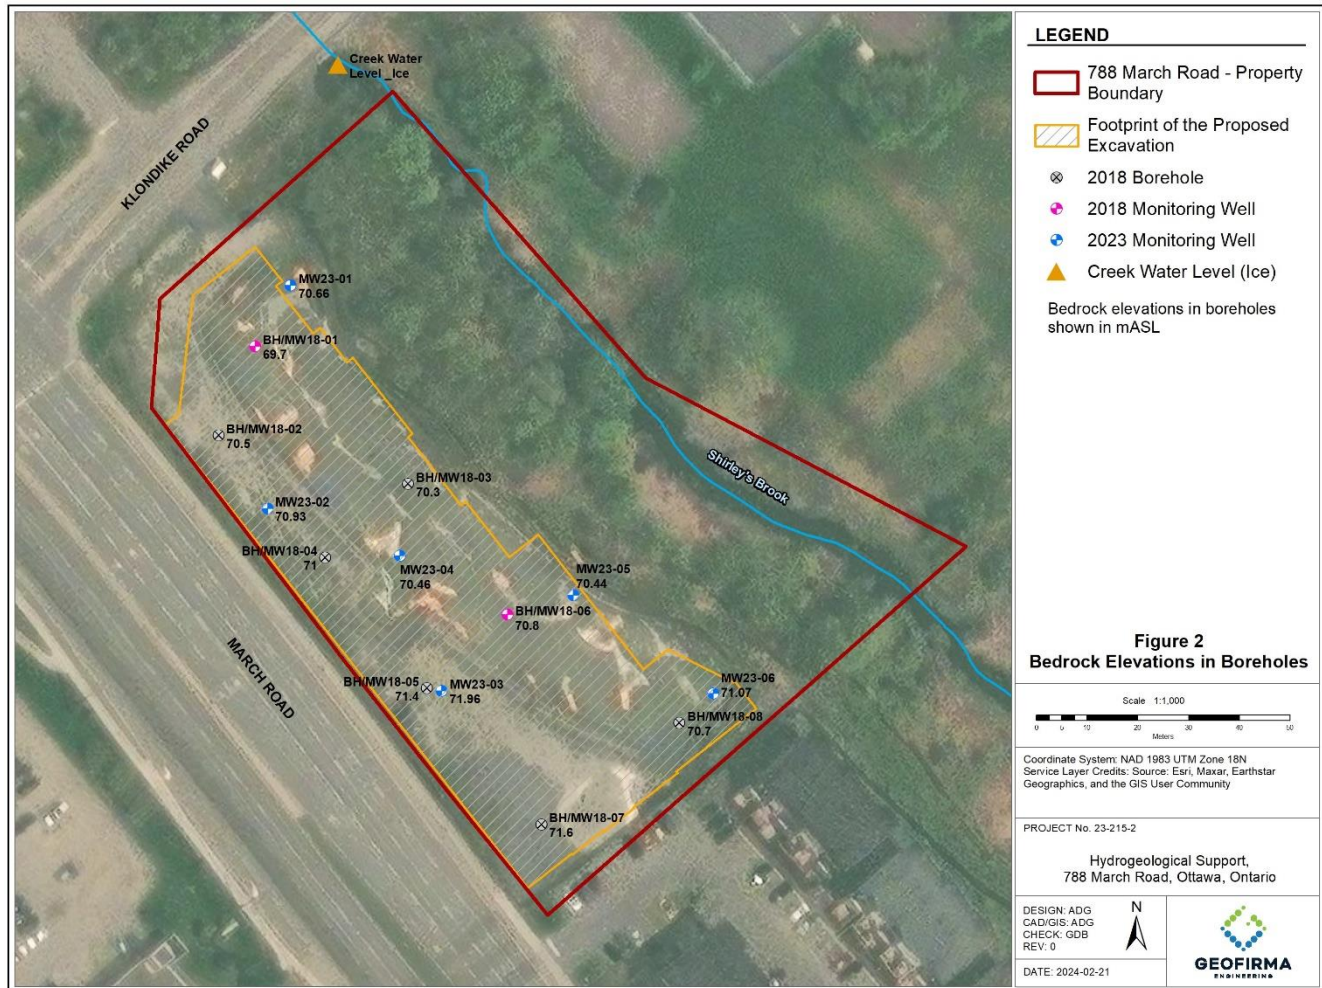 Creek Water
Level _Ice
KLONDIKE ROAD
MW23-01
70.66
BH/MW18-01
69.7
BH/MW18-02
70.5
BH/MW18-03
70.3
MW23-02
70.93
BH/MW18-04
71
MW23-04
70.46
MW23-05
70.44
BH/MW18-06
70.8
Shirley's Brook
MARCH ROAD
BH/MW18-05
71.4
MW23-03
71.96
MW23-06
71.07
BH/MW18-08
70.7
BH/MW18-07
71.6
LEGEND
788 March Road - Property
Boundary
Footprint of the Proposed
Excavation
2018 Borehole
2018 Monitoring Well
2023 Monitoring Well
Creek Water Level (Ice)
Bedrock elevations in boreholes
shown in mASL
Figure 2
Bedrock Elevations in Boreholes
Scale 1:1,000
0 5 10 20 30 40 50
Meters
Coordinate System: NAD 1983 UTM Zone 18N
Service Layer Credits: Source: Esri, Maxar, Earthstar
Geographics, and the GIS User Community
PROJECT No. 23-215-2
Hydrogeological Support,
788 March Road, Ottawa, Ontario
DESIGN: ADG
CAD/GIS: ADG
CHECK: GDB
REV: 0
N
DATE: 2024-02-21
GEOFIRMA
ENGINEERING